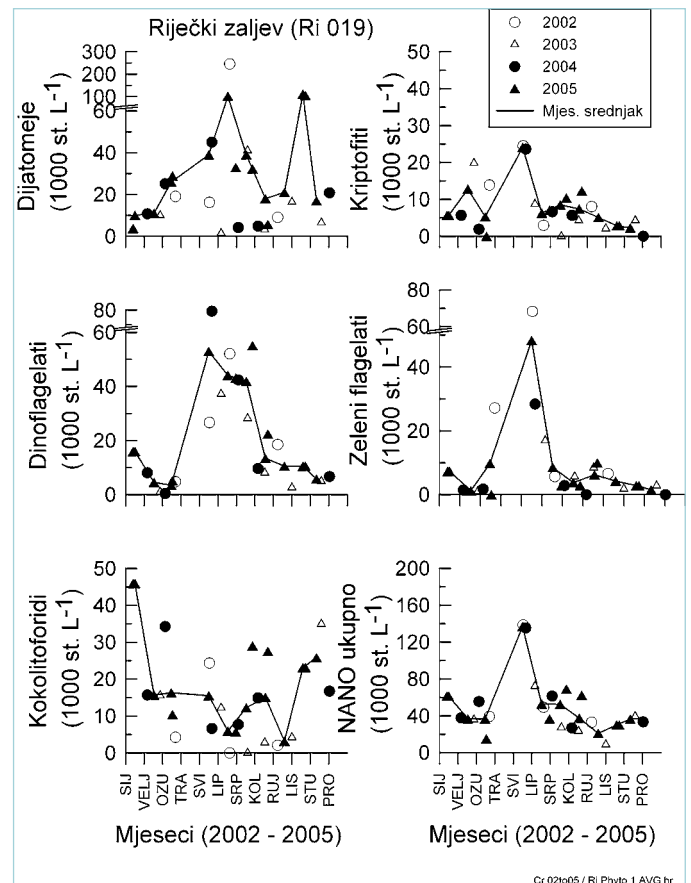 Riječki zaljev (Ri 019)
2002
2003
2004
2005
Mjes. srednjak
Dijatomeje
(1000 st. L-1)
300
200
100
60
40
20
0
Kriptofiti
(1000 st. L-1)
50
40
30
20
10
0
Dinoflagelati
(1000 st. L-1)
80
60
40
20
0
Zeleni flagelati
(1000 st. L-1)
80
60
40
20
0
Kokolitoforidi
(1000 st. L-1)
50
40
30
20
10
0
NANO ukupno
(1000 st. L-1)
200
160
120
80
40
0
SIJ VELJ OZU TRA SVI LIP SRP KOL RUJ LIS STU PRO
SIJ VELJ OZU TRA SVI LIP SRP KOL RUJ LIS STU PRO
Mjeseci (2002 - 2005)
Mjeseci (2002 - 2005)
Cr 02to05 / Ri Phyto 1 AVG br